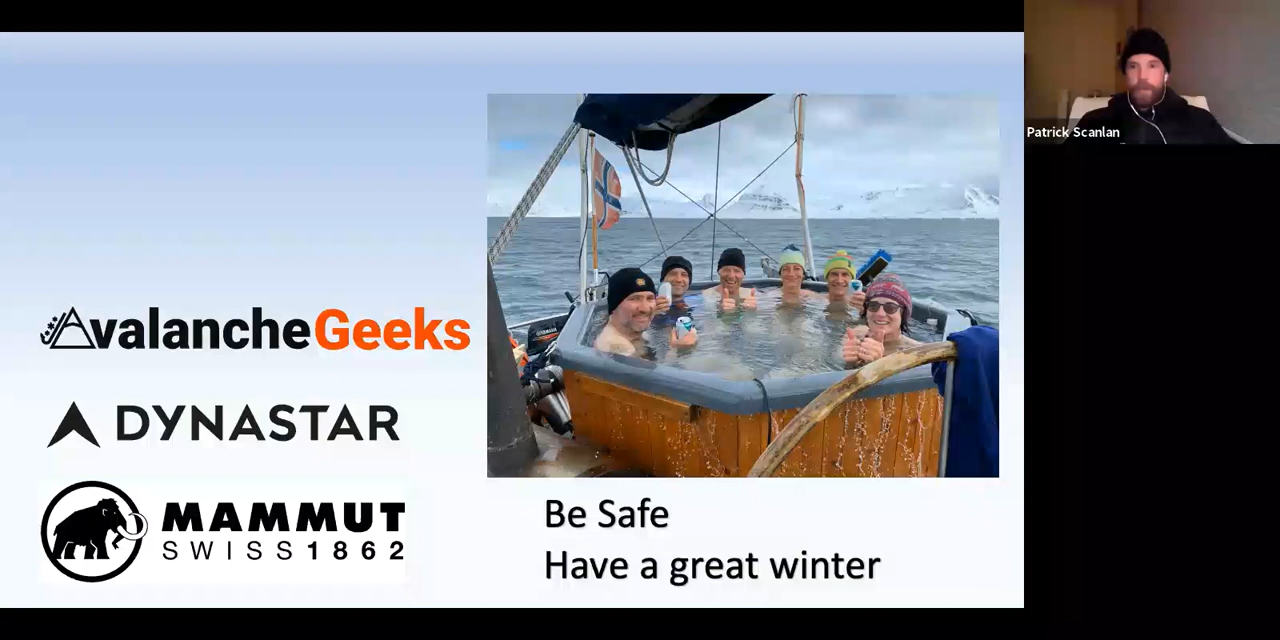 AvalancheGeeks
DYNASTAR
MAMMUT
SWISS 1862
Be Safe
Have a great winter
Patrick Scanlan